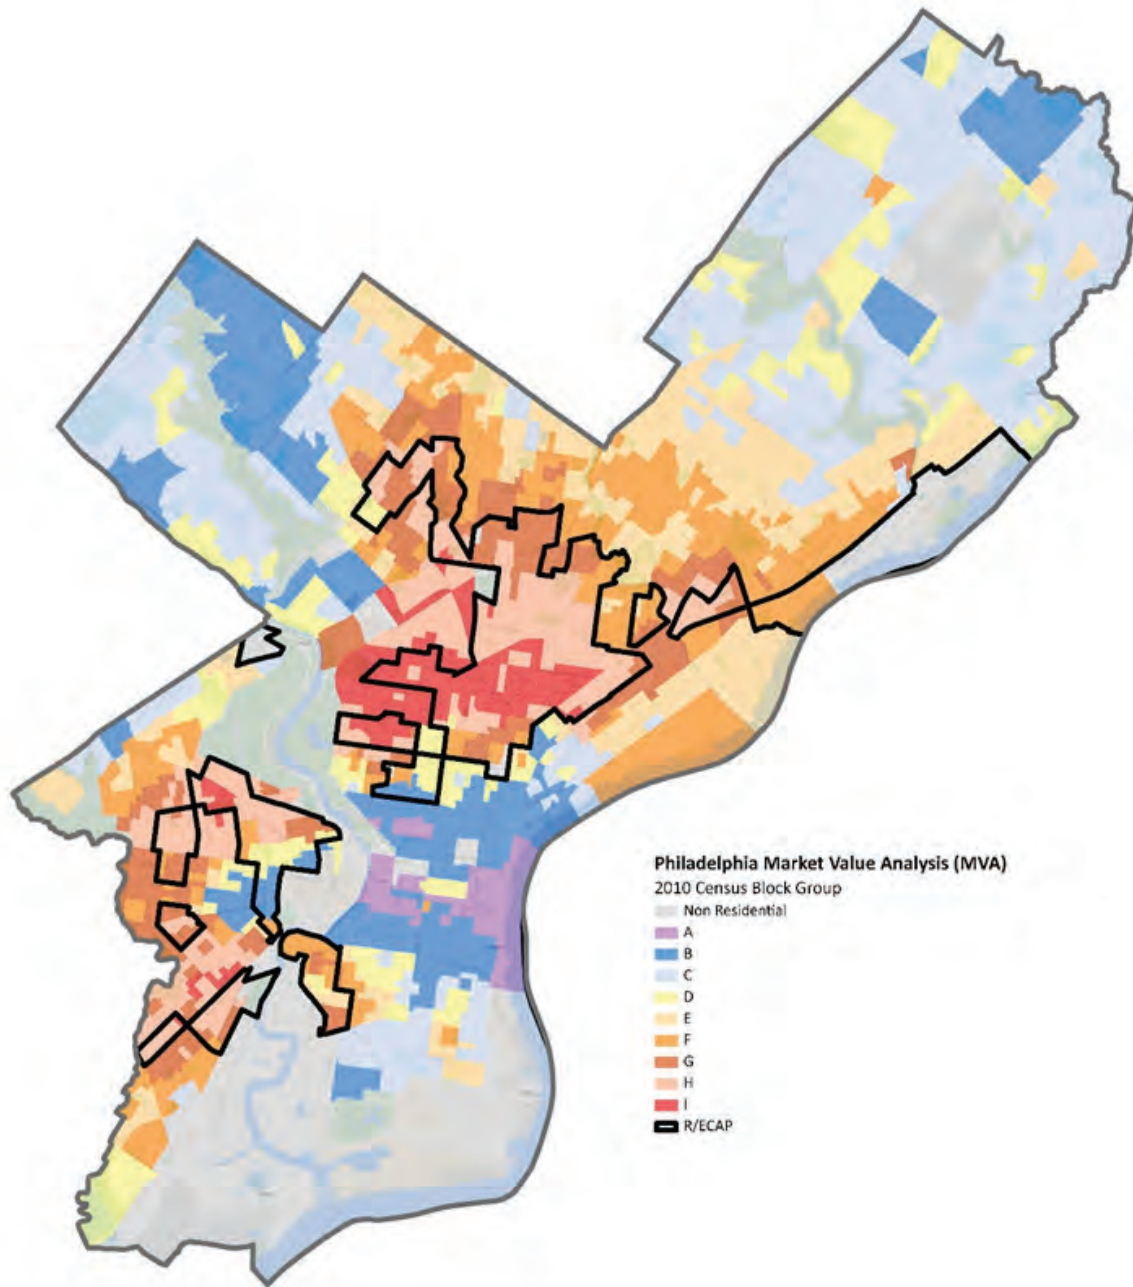 Philadelphia Market Value Analysis (MVA)
2010 Census Block Group
Non Residential
A
B
C
D
E
F
G
H
I
R/ECAP